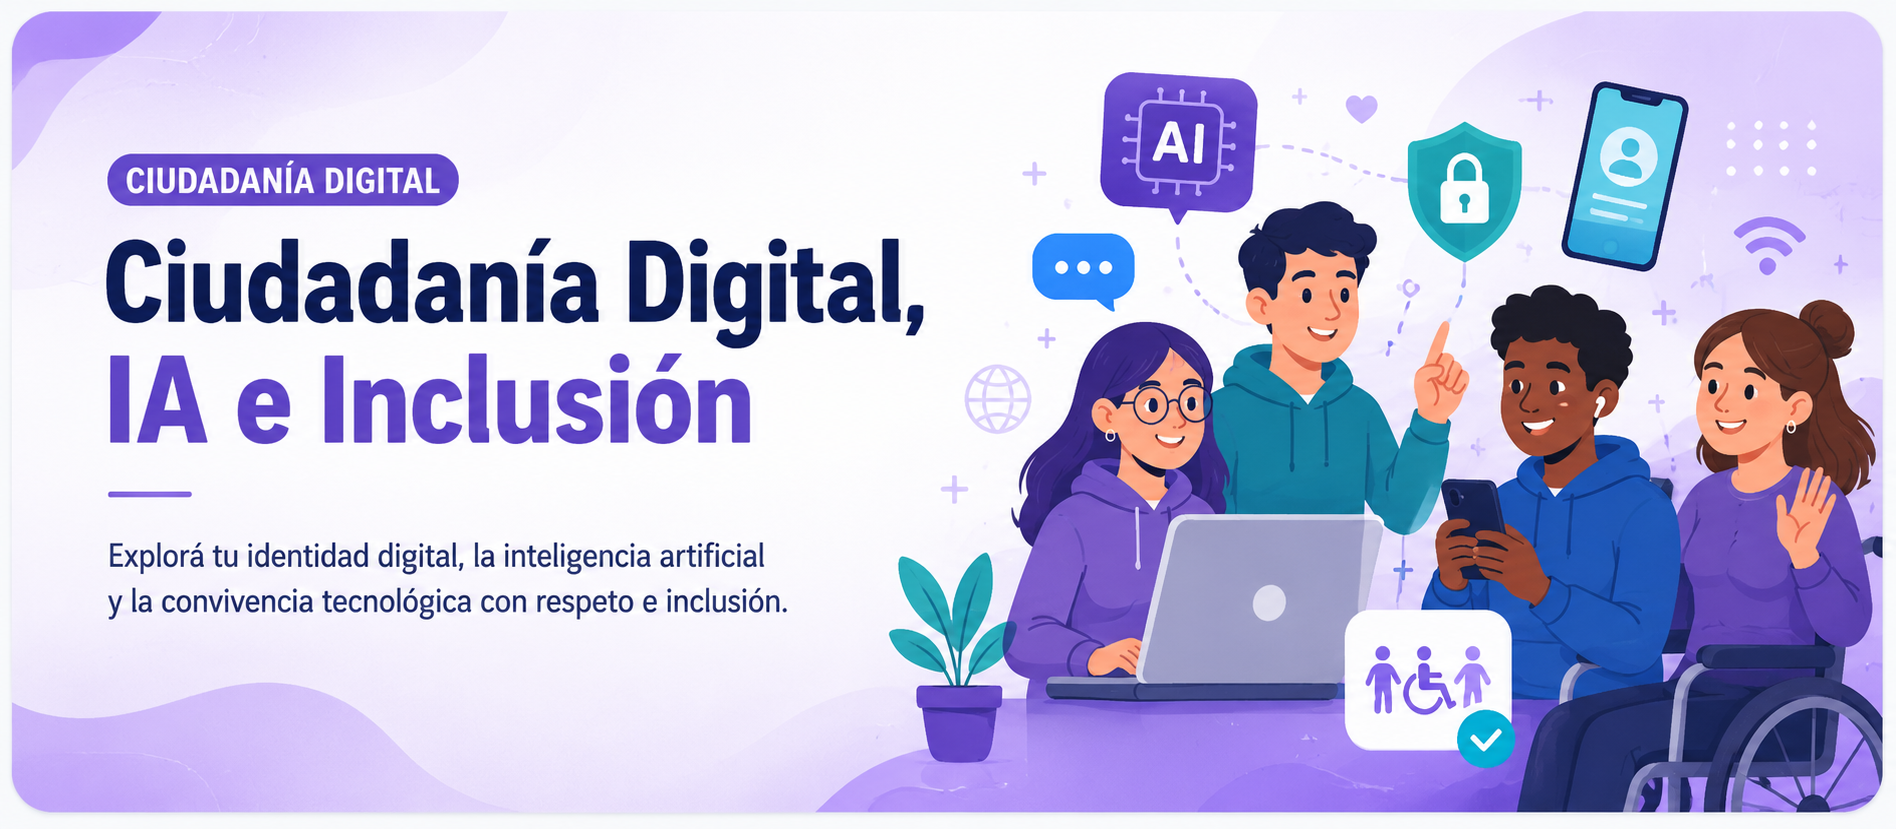 CIUDADANÍA DIGITAL
Ciudadanía Digital,
IA e Inclusión
Explorá tu identidad digital, la inteligencia artificial
y la convivencia tecnológica con respeto e inclusión.
AI